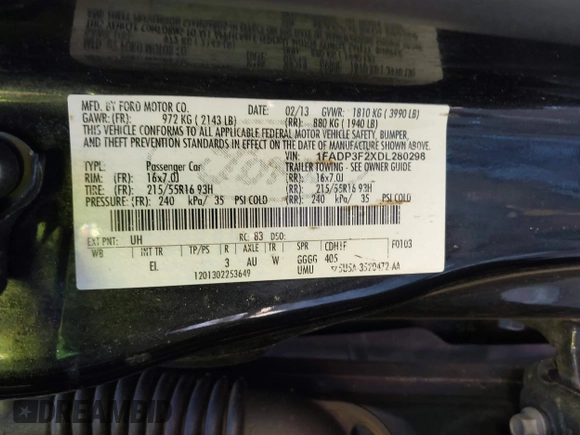 MFD. BY FORD MOTOR CO.
DATE: 02/13 GVWR: 1810 KG (3990 LB)
GAWR: (FR): 972 KG (2143 LB) (RR): 880 KG (1940 LB)
THIS VEHICLE CONFORMS TO ALL APPLICABLE FEDERAL MOTOR VEHICLE SAFETY, BUMPER,
AND THEFT PREVENTION STANDARDS IN EFFECT ON THE DATE OF MANUFACTURE SHOWN ABOVE.
VIN: 1FADP3F2XDL280298
TYPE: Passenger Car TRAILER TOWING - SEE OWNER GUIDE
RIM: (FR) 16x7.0J (RR): 16x7.0J
TIRE: (FR) 215/55R16 93H (RR): 215/55R16 93H
PRESSURE: (FR) 240 kPa/ 35 PSI COLD (RR): 240 kPa/ 35 PSI COLD
EXT PNT: UH RC: 83 DSO: F0103
WB INT TR TP/PS R AXLE TR SPR CDH1F
EL 3 AU W GGGG 405
1201302253649 UMU
DREAMBID